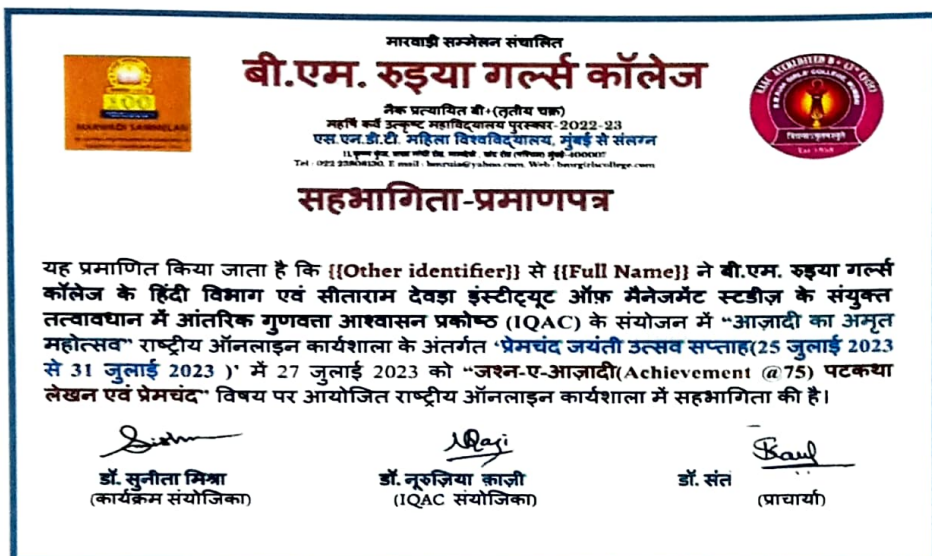 मारवाड़ी सम्मेलन संचालित
बी.एम. रुइया गर्ल्स कॉलेज
नैक प्रत्यायित बी+(तृतीय चक्र)
महर्षि कर्वे उत्कृष्ट महाविद्यालय पुरस्कार-2022-23
एस.एन.डी.टी. महिला विश्वविद्यालय, मुंबई से संलग्न
100
MARWADI SAMMELAN
सहभागिता-प्रमाणपत्र
यह प्रमाणित किया जाता है कि {{Other identifier}} से {{Full Name}} ने बी.एम. रुइया गर्ल्स
कॉलेज के हिंदी विभाग एवं सीताराम देवड़ा इंस्टीट्यूट ऑफ़ मैनेजमेंट स्टडीज़ के संयुक्त
तत्वावधान में आंतरिक गुणवत्ता आश्वासन प्रकोष्ठ (IQAC) के संयोजन में “आज़ादी का अमृत
महोत्सव” राष्ट्रीय ऑनलाइन कार्यशाला के अंतर्गत ‘प्रेमचंद जयंती उत्सव सप्ताह(25 जुलाई 2023
से 31 जुलाई 2023 )’ में 27 जुलाई 2023 को “जश्न-ए-आज़ादी(Achievement @75) पटकथा
लेखन एवं प्रेमचंद” विषय पर आयोजित राष्ट्रीय ऑनलाइन कार्यशाला में सहभागिता की है।
डॉ. सुनीता मिश्रा
(कार्यक्रम संयोजिका)
डॉ. नूरुज़िया क़ाज़ी
(IQAC संयोजिका)
डॉ. संत
(प्राचार्या)